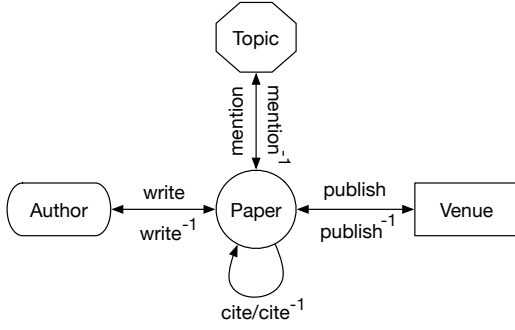 Topic
mention
mention⁻¹
write
publish
Author
Paper
Venue
write⁻¹
publish⁻¹
cite/cite⁻¹